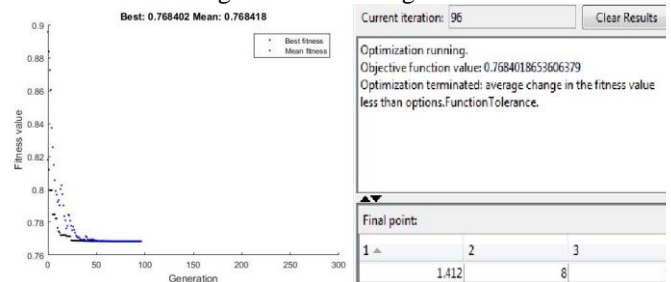 Best: 0.768402 Mean: 0.768418
Best fitness
Mean fitness
Fitness value
0.9
0.88
0.86
0.84
0.82
0.8
0.78
0.76
0
50
100
150
200
250
300
Generation
Current iteration: 96
Clear Results
Optimization running.
Objective function value: 0.7684018653606379
Optimization terminated: average change in the fitness value
less than options.FunctionTolerance.
Final point:
1
2
3
1.412
8